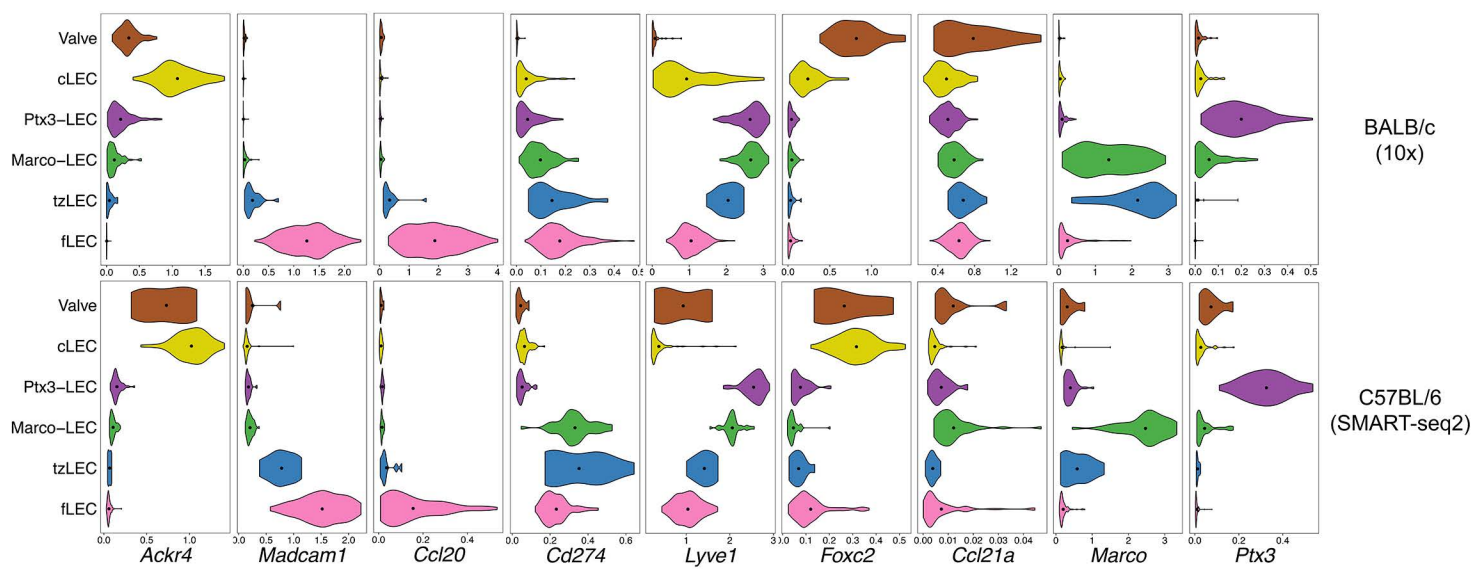 Valve
cLEC
Ptx3-LEC
Marco-LEC
tzLEC
fLEC
0.0 0.5 1.0 1.5
0.0 0.5 1.0 1.5 2.0
0 1 2 3 4
0.0 0.1 0.2 0.3 0.4 0.5
0 1 2 3
0.0 0.5 1.0
0.4 0.8 1.2
0 1 2 3
0.0 0.1 0.2 0.3 0.4 0.5
BALB/c
(10x)
Valve
cLEC
Ptx3-LEC
Marco-LEC
tzLEC
fLEC
0.0 0.5 1.0
0.0 0.5 1.0 1.5 2.0
0.0 0.2 0.4
0.0 0.2 0.4 0.6
0 1 2 3
0.0 0.1 0.2 0.3 0.4 0.5
0.00 0.01 0.02 0.03 0.04
0 1 2 3
0.0 0.2 0.4
C57BL/6
(SMART-seq2)
Ackr4 Madcam1 Ccl20 Cd274 Lyve1 Foxc2 Ccl21a Marco Ptx3